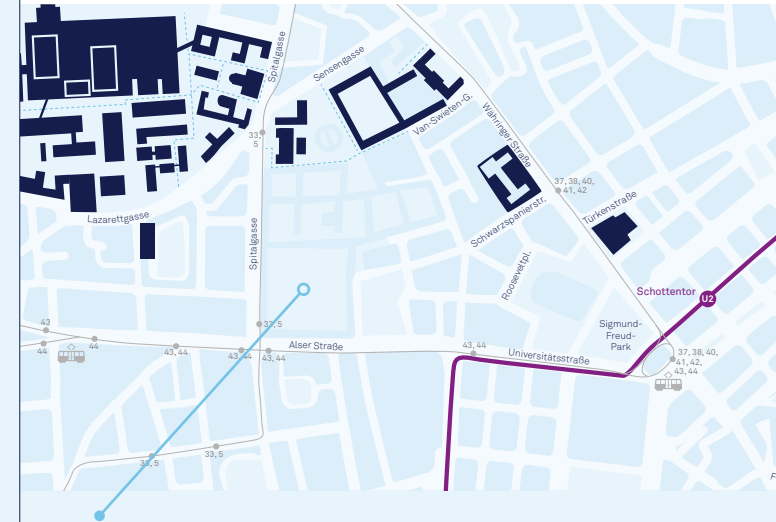 Spitalgasse
Sensengasse
Van-Swieten-G.
Währinger Straße
33,
5
37, 38, 40,
41, 42
Türkenstraße
Lazarettgasse
Schwarzspanierstr.
Spitalgasse
Rooseveltpl.
Schottentor
U2
Sigmund-
Freud-
Park
43
33, 5
44
44
43, 44
43, 44
43, 44
Alser Straße
43, 44
Universitätsstraße
37, 38, 40,
41, 42,
43, 44
33, 5
33, 5